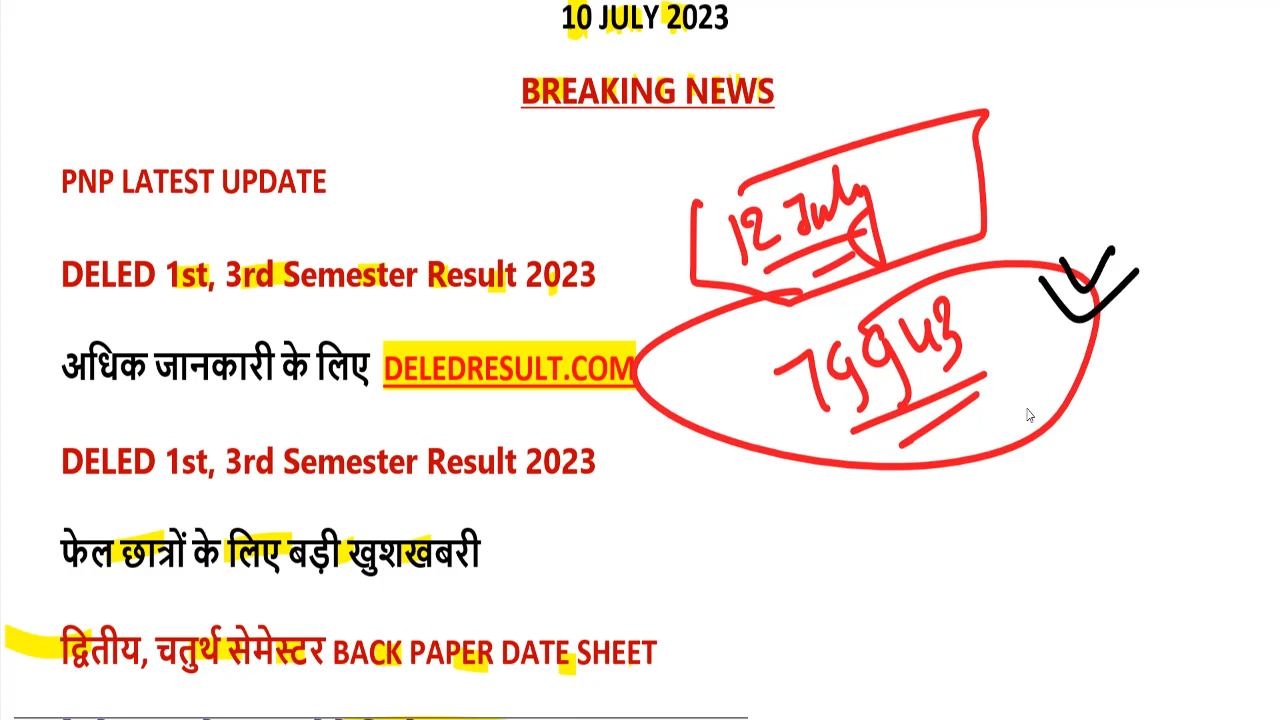 10 JULY 2023
BREAKING NEWS
PNP LATEST UPDATE
12 July
DELED 1st, 3rd Semester Result 2023
अधिक जानकारी के लिए DELEDRESULT.COM
DELED 1st, 3rd Semester Result 2023
फेल छात्रों के लिए बड़ी खुशखबरी
द्वितीय, चतुर्थ सेमेस्टर BACK PAPER DATE SHEET